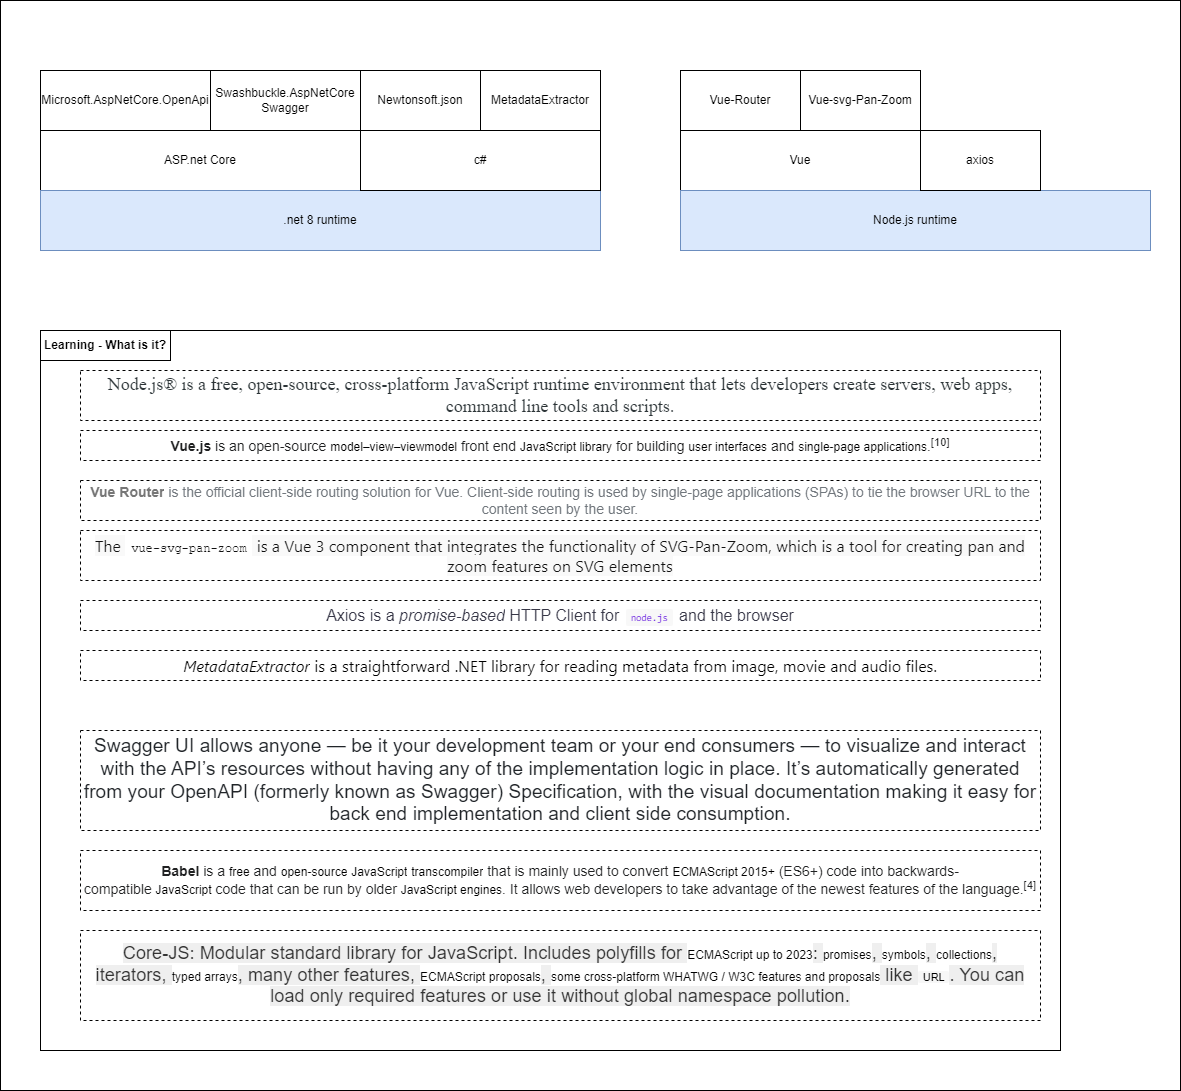 Microsoft.AspNetCore.OpenApi
Swashbuckle.AspNetCore
Swagger
Newtonsoft.json
MetadataExtractor
Vue-Router
Vue-svg-Pan-Zoom
ASP.net Core
c#
Vue
axios
.net 8 runtime
Node.js runtime
Learning - What is it?
Node.js® is a free, open-source, cross-platform JavaScript runtime environment that lets developers create servers, web apps,
command line tools and scripts.
Vue.js is an open-source model–view–viewmodel front end JavaScript library for building user interfaces and single-page applications.[10]
Vue Router is the official client-side routing solution for Vue. Client-side routing is used by single-page applications (SPAs) to tie the browser URL to the
content seen by the user.
The vue-svg-pan-zoom is a Vue 3 component that integrates the functionality of SVG-Pan-Zoom, which is a tool for creating pan and
zoom features on SVG elements
Axios is a promise-based HTTP Client for node.js and the browser
MetadataExtractor is a straightforward .NET library for reading metadata from image, movie and audio files.
Swagger UI allows anyone — be it your development team or your end consumers — to visualize and interact
with the API’s resources without having any of the implementation logic in place. It’s automatically generated
from your OpenAPI (formerly known as Swagger) Specification, with the visual documentation making it easy for
back end implementation and client side consumption.
Babel is a free and open-source JavaScript transcompiler that is mainly used to convert ECMAScript 2015+ (ES6+) code into backwards-
compatible JavaScript code that can be run by older JavaScript engines. It allows web developers to take advantage of the newest features of the language.[4]
Core-JS: Modular standard library for JavaScript. Includes polyfills for ECMAScript up to 2023: promises, symbols, collections,
iterators, typed arrays, many other features, ECMAScript proposals, some cross-platform WHATWG / W3C features and proposals like URL . You can
load only required features or use it without global namespace pollution.